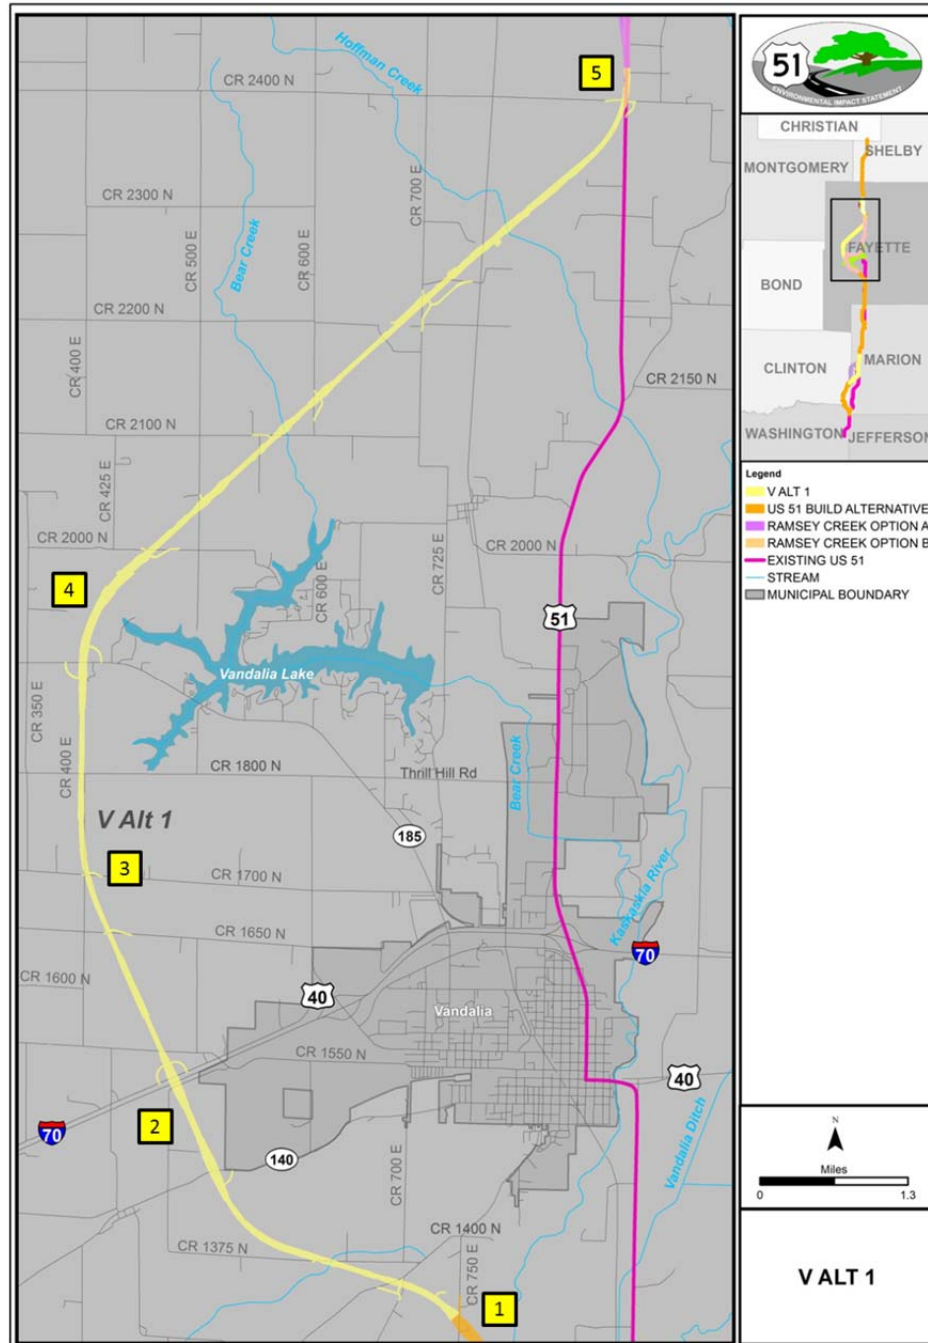 Hoffman Creek
5
CR 2400 N
CR 700 E
CR 2300 N
CR 500 E
Bear Creek
CR 600 E
CR 2200 N
CR 400 E
CR 2150 N
CR 2100 N
CR 425 E
CR 2000 N
CR 725 E
CR 2000 N
4
CR 600 E
51
Vandalia Lake
CR 350 E
CR 400 E
CR 1800 N
Thrill Hill Rd
Bear Creek
V Alt 1
185
3
CR 1700 N
Kaskaskia River
CR 1650 N
70
CR 1600 N
40
Vandalia
CR 1550 N
40
2
70
Vandalia Ditch
140
CR 700 E
CR 1400 N
CR 1375 N
CR 750 E
1
51
ENVIRONMENTAL IMPACT STATEMENT
CHRISTIAN
SHELBY
MONTGOMERY
FAYETTE
BOND
MARION
CLINTON
WASHINGTON
JEFFERSON
Legend
V ALT 1
US 51 BUILD ALTERNATIVE
RAMSEY CREEK OPTION A
RAMSEY CREEK OPTION B
EXISTING US 51
STREAM
MUNICIPAL BOUNDARY
N
Miles
0 1.3
V ALT 1